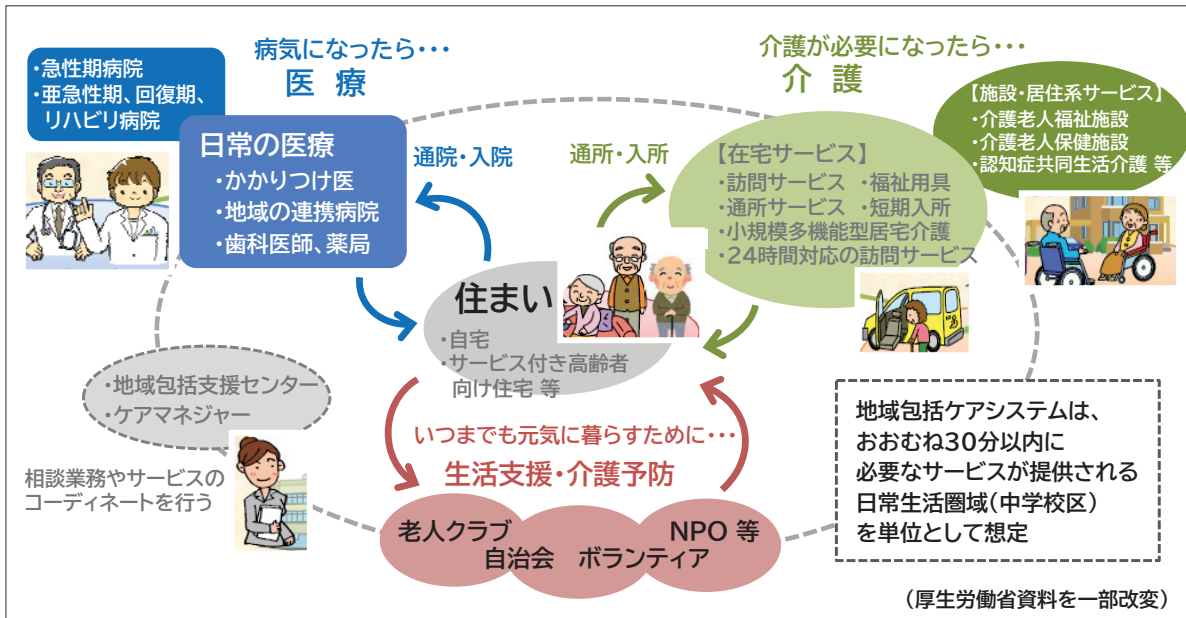 病気になったら・・・
医療
・急性期病院
・亜急性期、回復期、
リハビリ病院
日常の医療
・かかりつけ医
・地域の連携病院
・歯科医師、薬局
通院・入院
介護が必要になったら・・・
介護
通所・入所
【在宅サービス】
・訪問サービス ・福祉用具
・通所サービス ・短期入所
・小規模多機能型居宅介護
・24時間対応の訪問サービス
【施設・居住系サービス】
・介護老人福祉施設
・介護老人保健施設
・認知症共同生活介護 等
住まい
・自宅
・サービス付き高齢者
向け住宅 等
・地域包括支援センター
・ケアマネジャー
相談業務やサービスの
コーディネートを行う
いつまでも元気に暮らすために・・・
生活支援・介護予防
老人クラブ
自治会
ボランティア
NPO 等
地域包括ケアシステムは、
おおむね30分以内に
必要なサービスが提供される
日常生活圏域(中学校区)
を単位として想定
(厚生労働省資料を一部改変)